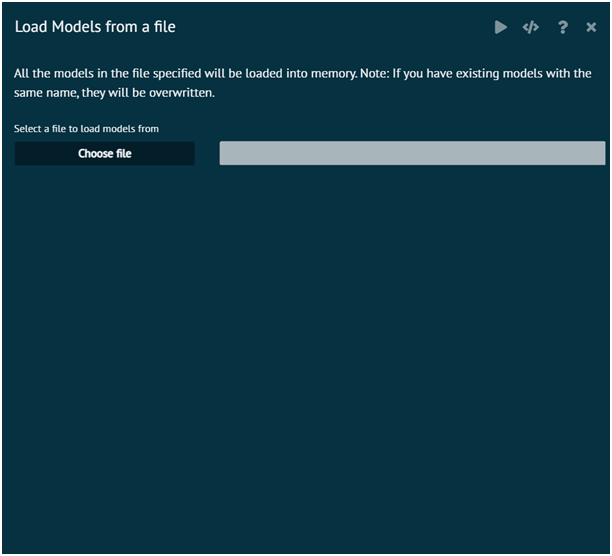 Load Models from a file
All the models in the file specified will be loaded into memory. Note: If you have existing models with the
same name, they will be overwritten.
Select a file to load models from
Choose file